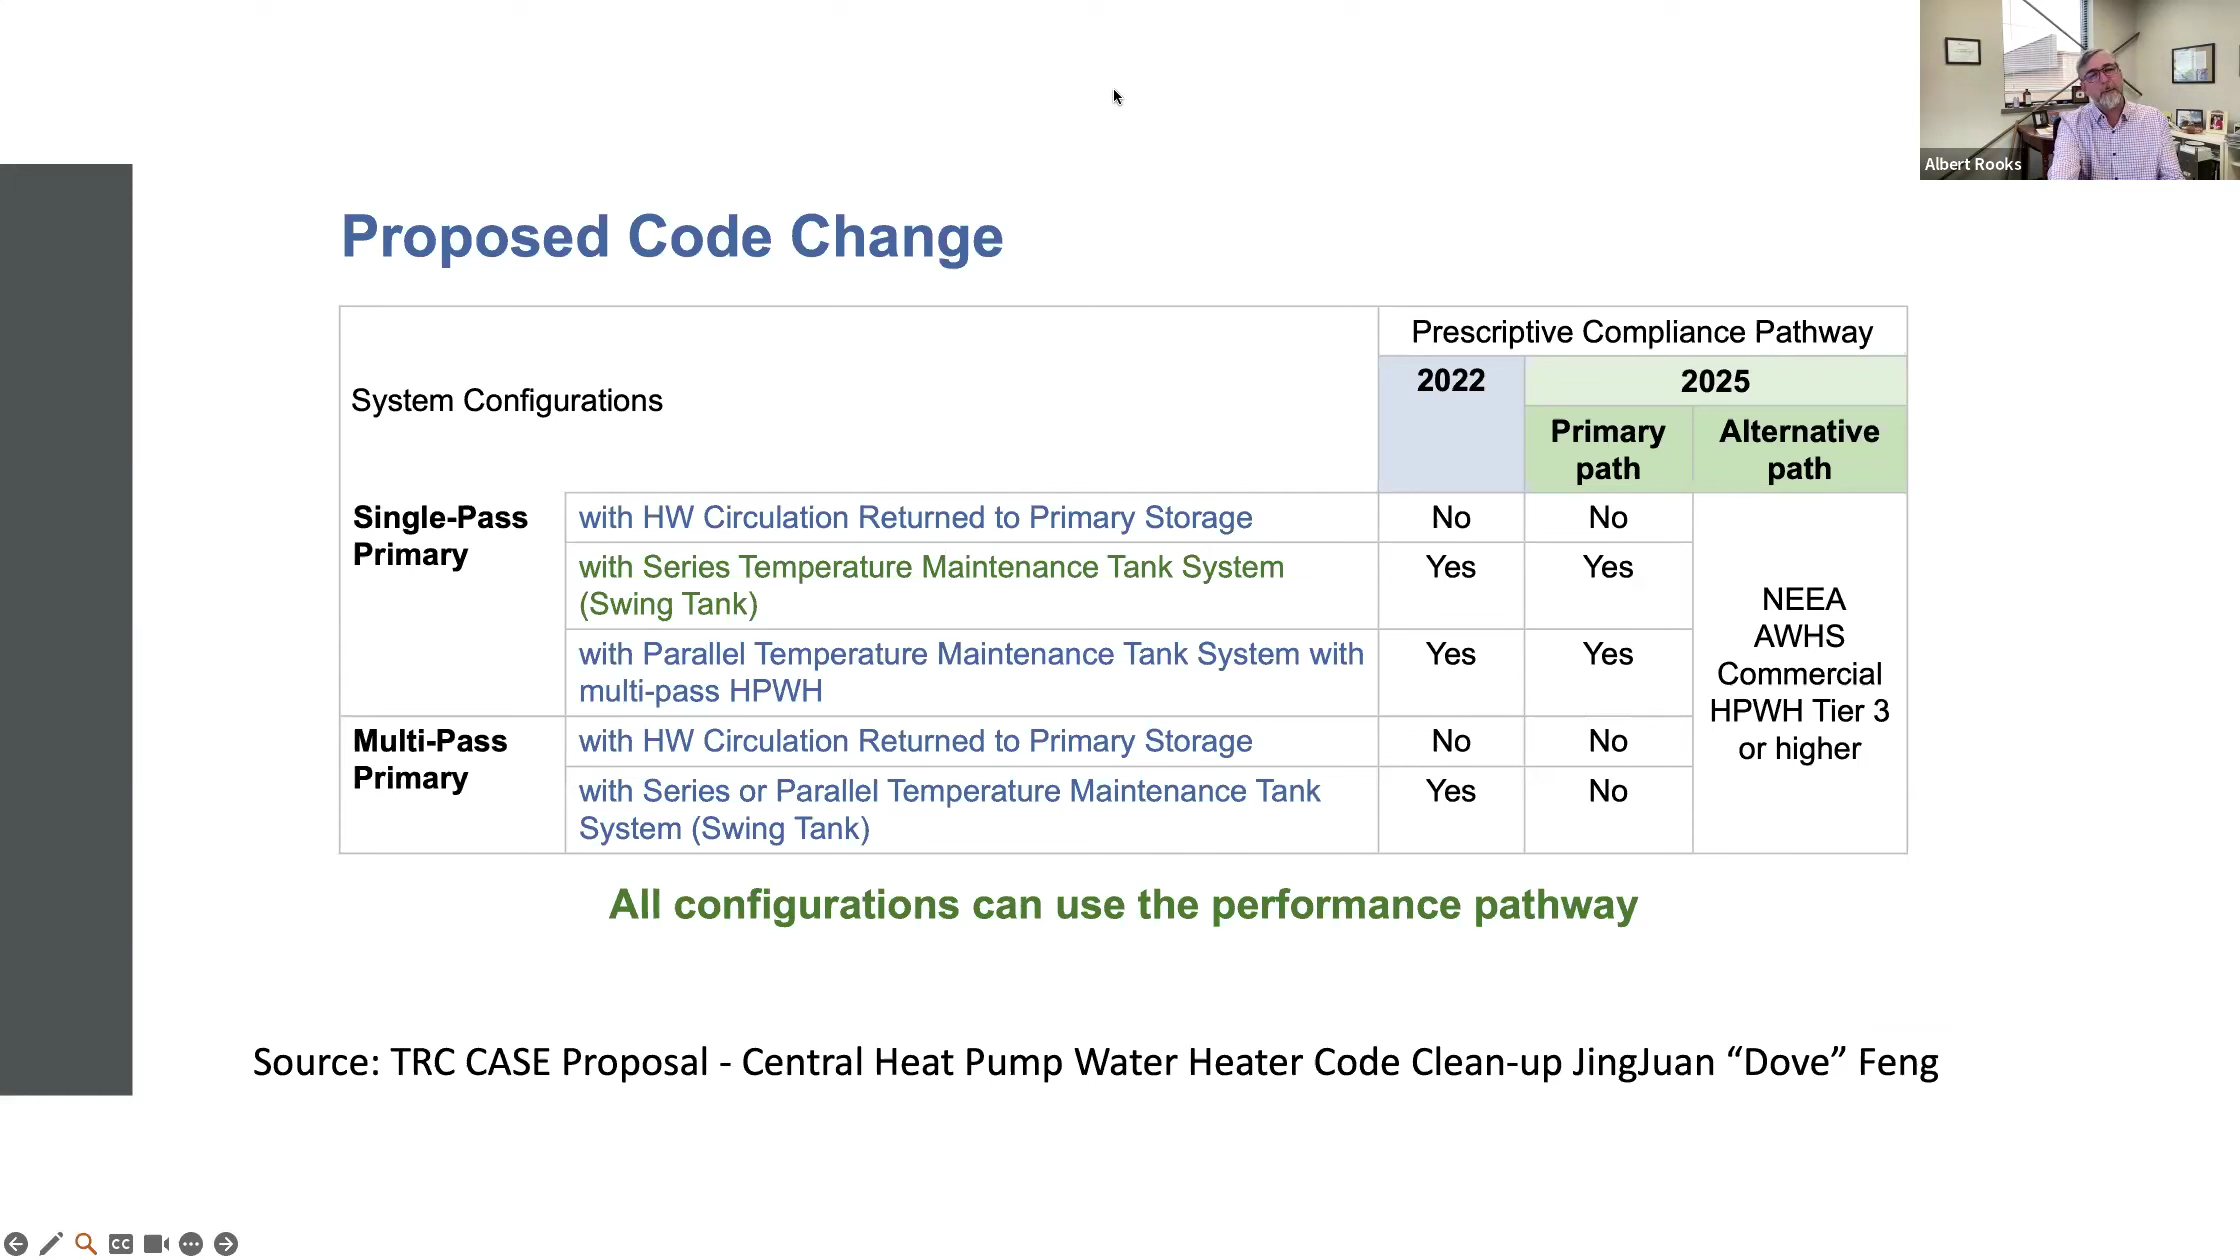 Albert Rooks
Proposed Code Change
System Configurations
Prescriptive Compliance Pathway
2022
2025
Primary
path
Alternative
path
Single-Pass
Primary
with HW Circulation Returned to Primary Storage
No
No
with Series Temperature Maintenance Tank System
(Swing Tank)
Yes
Yes
with Parallel Temperature Maintenance Tank System with
multi-pass HPWH
Yes
Yes
NEEA
AWHS
Commercial
HPWH Tier 3
or higher
Multi-Pass
Primary
with HW Circulation Returned to Primary Storage
No
No
with Series or Parallel Temperature Maintenance Tank
System (Swing Tank)
Yes
No
All configurations can use the performance pathway
Source: TRC CASE Proposal - Central Heat Pump Water Heater Code Clean-up JingJuan “Dove” Feng
CC